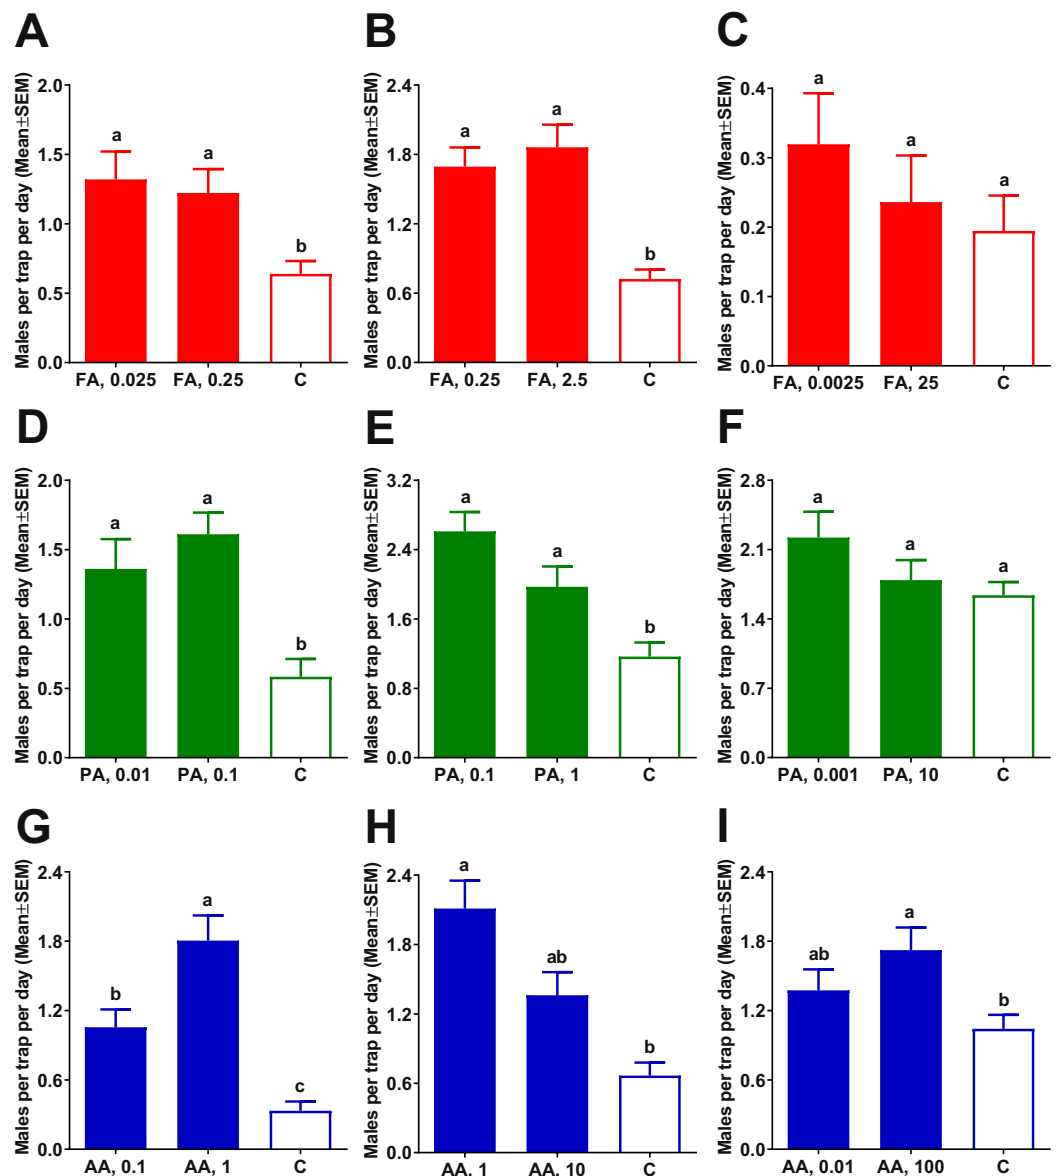 A
Males per trap per day (Mean±SEM)
2.0
1.5
1.0
0.5
0.0
a
a
b
FA, 0.025
FA, 0.25
C
B
Males per trap per day (Mean±SEM)
2.4
1.8
1.2
0.6
0.0
a
a
b
FA, 0.25
FA, 2.5
C
C
Males per trap per day (Mean±SEM)
0.4
0.3
0.2
0.1
0.0
a
a
a
FA, 0.0025
FA, 25
C
D
Males per trap per day (Mean±SEM)
2.0
1.5
1.0
0.5
0.0
a
a
b
PA, 0.01
PA, 0.1
C
E
Males per trap per day (Mean±SEM)
3.2
2.4
1.6
0.8
0.0
a
a
b
PA, 0.1
PA, 1
C
F
Males per trap per day (Mean±SEM)
2.8
2.1
1.4
0.7
0.0
a
a
a
PA, 0.001
PA, 10
C
G
Males per trap per day (Mean±SEM)
2.4
1.8
1.2
0.6
0.0
b
a
c
AA, 0.1
AA, 1
C
H
Males per trap per day (Mean±SEM)
2.4
1.8
1.2
0.6
0.0
a
ab
b
AA, 1
AA, 10
C
I
Males per trap per day (Mean±SEM)
2.4
1.8
1.2
0.6
0.0
ab
a
b
AA, 0.01
AA, 100
C